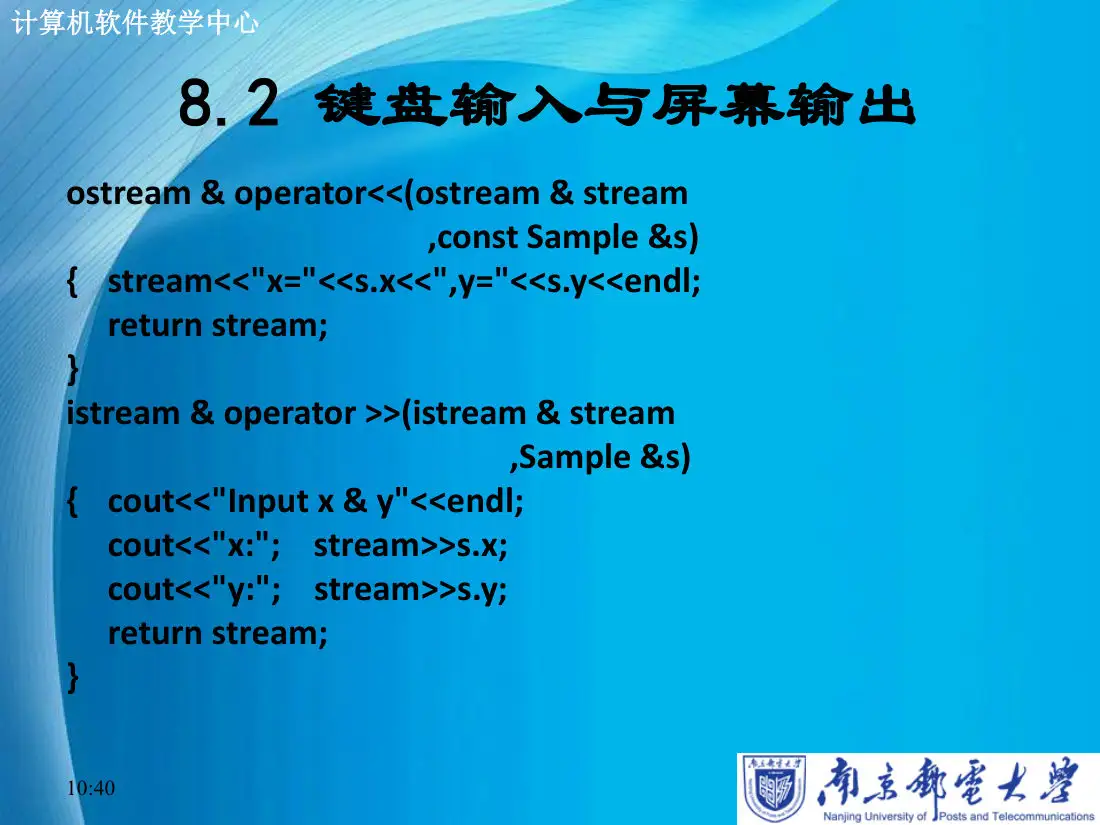 计算机软件教学中心
8.2 键盘输入与屏幕输出
ostream & operator<<(ostream & stream
,const Sample &s)
{ stream<<"x="<<s.x<<",y="<<s.y<<endl;
return stream;
}
istream & operator >>(istream & stream
,Sample &s)
{ cout<<"Input x & y"<<endl;
cout<<"x:"; stream>>s.x;
cout<<"y:"; stream>>s.y;
return stream;
}
10:40
南京郵電大學
Nanjing University of Posts and Telecommunications